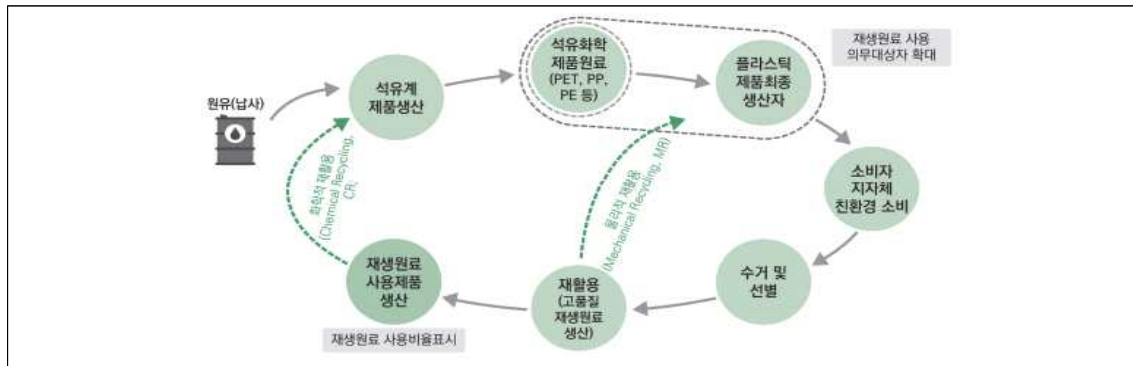 원유(납사)
석유계
제품생산
석유화학
제품원료
(PET, PP,
PE 등)
플라스틱
제품최종
생산자
재생원료 사용
의무대상자 확대
소비자
지자체
친환경 소비
수거 및
선별
재활용
(고품질
재생원료
생산)
물리적 재활용
(Mechanical Recycling, MR)
재생원료
사용제품
생산
재생원료 사용비율표시
화학적 재활용
(Chemical Recycling,
CR,